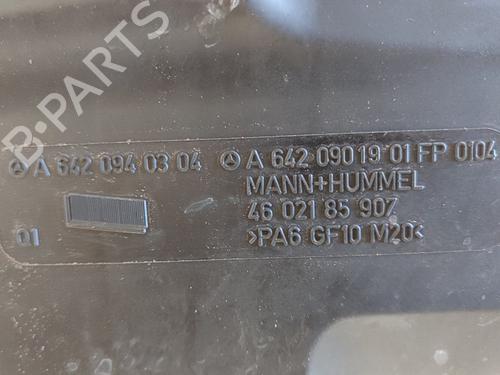 B-PARTS
A 642 094 03 04 A 642 090 19 01 FP 0104
MANN+HUMMEL
46 021 85 907
01 >PA6 GF10 M20<